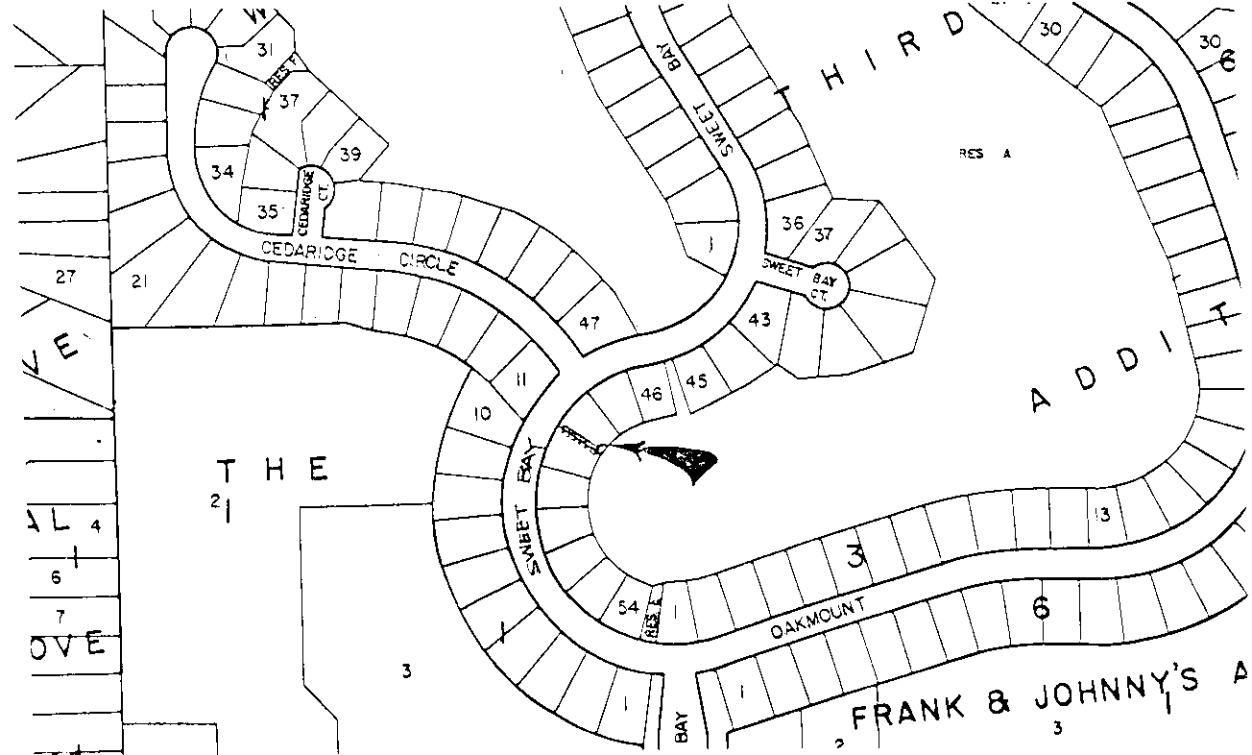 W
31
RES. F
37
39
34
35
CEDARIDGE
CT.
CEDARIDGE CIRCLE
27
21
VE
47
11
10
SWEET BAY
THIRD
30
30
6
RES A
1
36
37
SWEET BAY
CT.
43
46
45
ADDIT
THE
21
SWEET BAY
AL 4
1
6
7
OVE
3
1
54
RES.
1
3
13
OAKMOUNT
6
1
1
BAY
FRANK & JOHNNY'S A
1
3
2